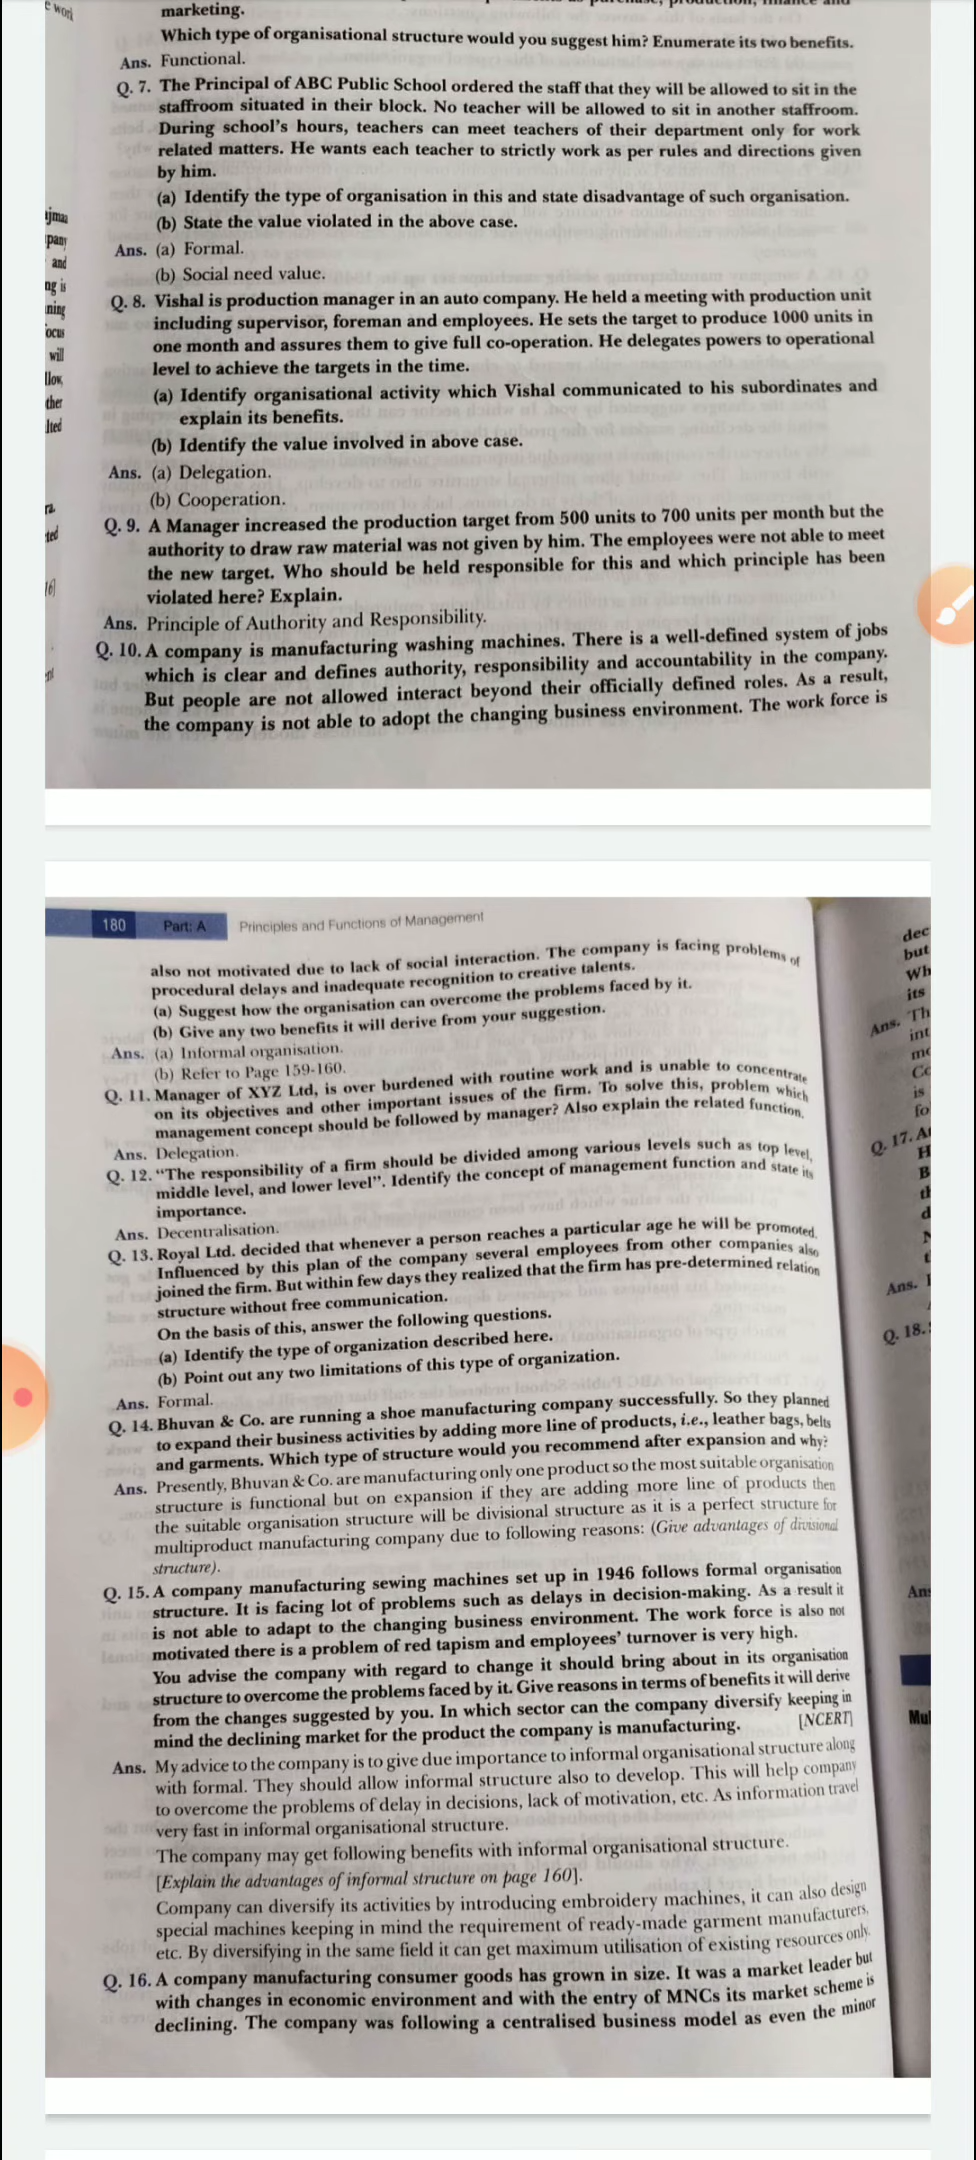 marketing.
Which type of organisational structure would you suggest him? Enumerate its two benefits.
Ans. Functional.
Q. 7. The Principal of ABC Public School ordered the staff that they will be allowed to sit in the
staffroom situated in their block. No teacher will be allowed to sit in another staffroom.
During school's hours, teachers can meet teachers of their department only for work
related matters. He wants each teacher to strictly work as per rules and directions given
by him.
(a) Identify the type of organisation in this and state disadvantage of such organisation.
(b) State the value violated in the above case.
Ans. (a) Formal.
(b) Social need value.
Q. 8. Vishal is production manager in an auto company. He held a meeting with production unit
including supervisor, foreman and employees. He sets the target to produce 1000 units in
one month and assures them to give full co-operation. He delegates powers to operational
level to achieve the targets in the time.
(a) Identify organisational activity which Vishal communicated to his subordinates and
explain its benefits.
(b) Identify the value involved in above case.
Ans. (a) Delegation.
(b) Cooperation.
Q. 9. A Manager increased the production target from 500 units to 700 units per month but the
authority to draw raw material was not given by him. The employees were not able to meet
the new target. Who should be held responsible for this and which principle has been
violated here? Explain.
Ans. Principle of Authority and Responsibility.
Q. 10. A company is manufacturing washing machines. There is a well-defined system of jobs
which is clear and defines authority, responsibility and accountability in the company.
But people are not allowed interact beyond their officially defined roles. As a result,
the company is not able to adopt the changing business environment. The work force is
180 Part: A Principles and Functions of Management
also not motivated due to lack of social interaction. The company is facing problems of
procedural delays and inadequate recognition to creative talents.
(a) Suggest how the organisation can overcome the problems faced by it.
(b) Give any two benefits it will derive from your suggestion.
Ans. (a) Informal organisation.
(b) Refer to Page 159-160.
Q. 11. Manager of XYZ Ltd, is over burdened with routine work and is unable to concentrate
on its objectives and other important issues of the firm. To solve this, problem which
management concept should be followed by manager? Also explain the related function.
Ans. Delegation.
Q. 12. "The responsibility of a firm should be divided among various levels such as top level,
middle level, and lower level". Identify the concept of management function and state its
importance.
Ans. Decentralisation.
Q. 13. Royal Ltd. decided that whenever a person reaches a particular age he will be promoted.
Influenced by this plan of the company several employees from other companies also
joined the firm. But within few days they realized that the firm has pre-determined relation
structure without free communication.
On the basis of this, answer the following questions.
(a) Identify the type of organization described here.
(b) Point out any two limitations of this type of organization.
Ans. Formal.
Q. 14. Bhuvan & Co. are running a shoe manufacturing company successfully. So they planned
to expand their business activities by adding more line of products, i.e., leather bags, belts
and garments. Which type of structure would you recommend after expansion and why?
Ans. Presently, Bhuvan & Co. are manufacturing only one product so the most suitable organisation
structure is functional but on expansion if they are adding more line of products then
the suitable organisation structure will be divisional structure as it is a perfect structure for
multiproduct manufacturing company due to following reasons: (Give advantages of divisional
structure).
Q. 15. A company manufacturing sewing machines set up in 1946 follows formal organisation
structure. It is facing lot of problems such as delays in decision-making. As a result it
is not able to adapt to the changing business environment. The work force is also not
motivated there is a problem of red tapism and employees' turnover is very high.
You advise the company with regard to change it should bring about in its organisation
structure to overcome the problems faced by it. Give reasons in terms of benefits it will derive
from the changes suggested by you. In which sector can the company diversify keeping in
mind the declining market for the product the company is manufacturing. [NCERT]
Ans. My advice to the company is to give due importance to informal organisational structure along
with formal. They should allow informal structure also to develop. This will help company
to overcome the problems of delay in decisions, lack of motivation, etc. As information travel
very fast in informal organisational structure.
The company may get following benefits with informal organisational structure.
[Explain the advantages of informal structure on page 160].
Company can diversify its activities by introducing embroidery machines, it can also design
special machines keeping in mind the requirement of ready-made garment manufacturers,
etc. By diversifying in the same field it can get maximum utilisation of existing resources only.
Q. 16. A company manufacturing consumer goods has grown in size. It was a market leader but
with changes in economic environment and with the entry of MNCs its market scheme is
declining. The company was following a centralised business model as even the minor
Ans.
Q. 17.
Ans.
Q. 18.